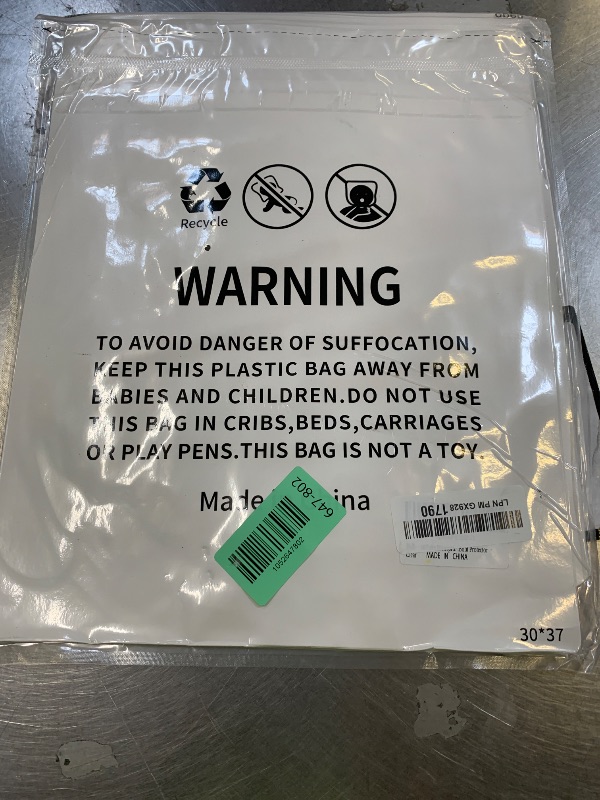 Recycle
WARNING
TO AVOID DANGER OF SUFFOCATION,
KEEP THIS PLASTIC BAG AWAY FROM
BABIES AND CHILDREN.DO NOT USE
THIS BAG IN CRIBS,BEDS,CARRIAGES
OR PLAY PENS.THIS BAG IS NOT A TOY.
Made ina
647-802
1062647802
LPN PM GX928 1790
MADE IN CHINA
30*37